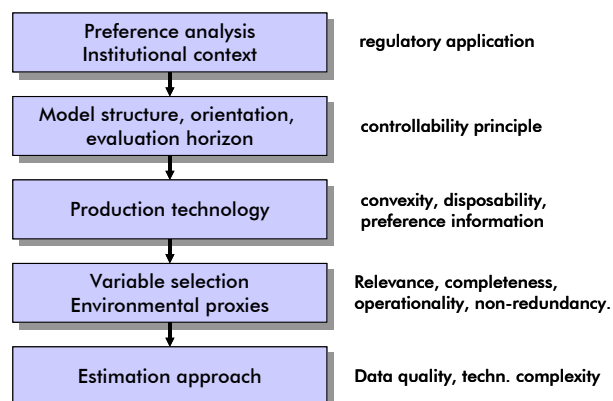 Preference analysis
Institutional context
regulatory application
Model structure, orientation,
evaluation horizon
controllability principle
Production technology
convexity, disposability,
preference information
Variable selection
Environmental proxies
Relevance, completeness,
operationality, non-redundancy.
Estimation approach
Data quality, techn. complexity